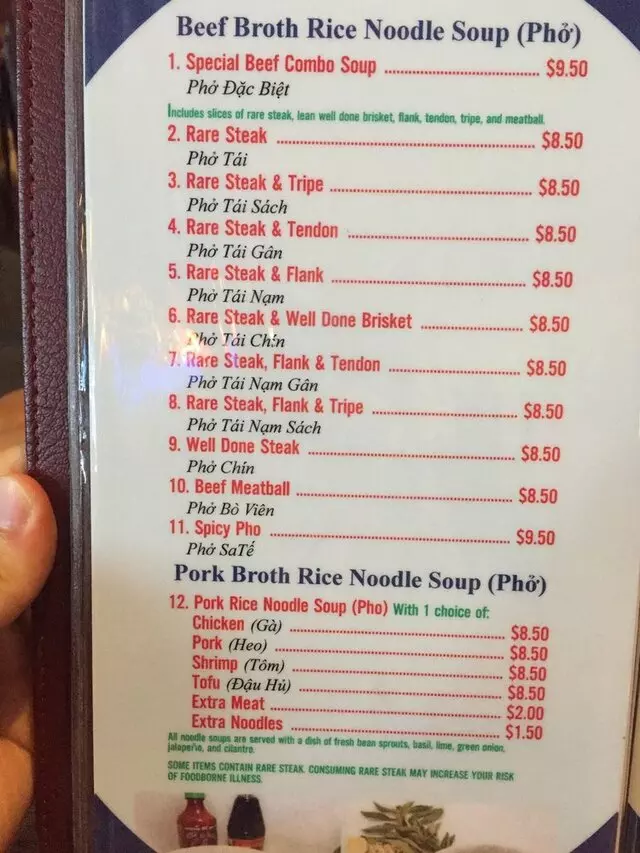 Beef Broth Rice Noodle Soup (Phở)
1. Special Beef Combo Soup ........ $9.50
Phở Đặc Biệt
Includes slices of rare steak, lean well done brisket, flank, tendon, tripe, and meatball.
2. Rare Steak ........ $8.50
Phở Tái
3. Rare Steak & Tripe ........ $8.50
Phở Tái Sách
4. Rare Steak & Tendon ........ $8.50
Phở Tái Gân
5. Rare Steak & Flank ........ $8.50
Phở Tái Nạm
6. Rare Steak & Well Done Brisket ........ $8.50
Phở Tái Chín
7. Rare Steak, Flank & Tendon ........ $8.50
Phở Tái Nạm Gân
8. Rare Steak, Flank & Tripe ........ $8.50
Phở Tái Nạm Sách
9. Well Done Steak ........ $8.50
Phở Chín
10. Beef Meatball ........ $8.50
Phở Bò Viên
11. Spicy Pho ........ $9.50
Phở SaTế
Pork Broth Rice Noodle Soup (Phở)
12. Pork Rice Noodle Soup (Pho) With 1 choice of:
Chicken (Gà) ........ $8.50
Pork (Heo) ........ $8.50
Shrimp (Tôm) ........ $8.50
Tofu (Đậu Hủ) ........ $8.50
Extra Meat ........ $2.00
Extra Noodles ........ $1.50
All noodle soups are served with a dish of fresh bean sprouts, basil, lime, green onion,
jalapeño, and cilantro.
SOME ITEMS CONTAIN RARE STEAK. CONSUMING RARE STEAK MAY INCREASE YOUR RISK
OF FOODBORNE ILLNESS.